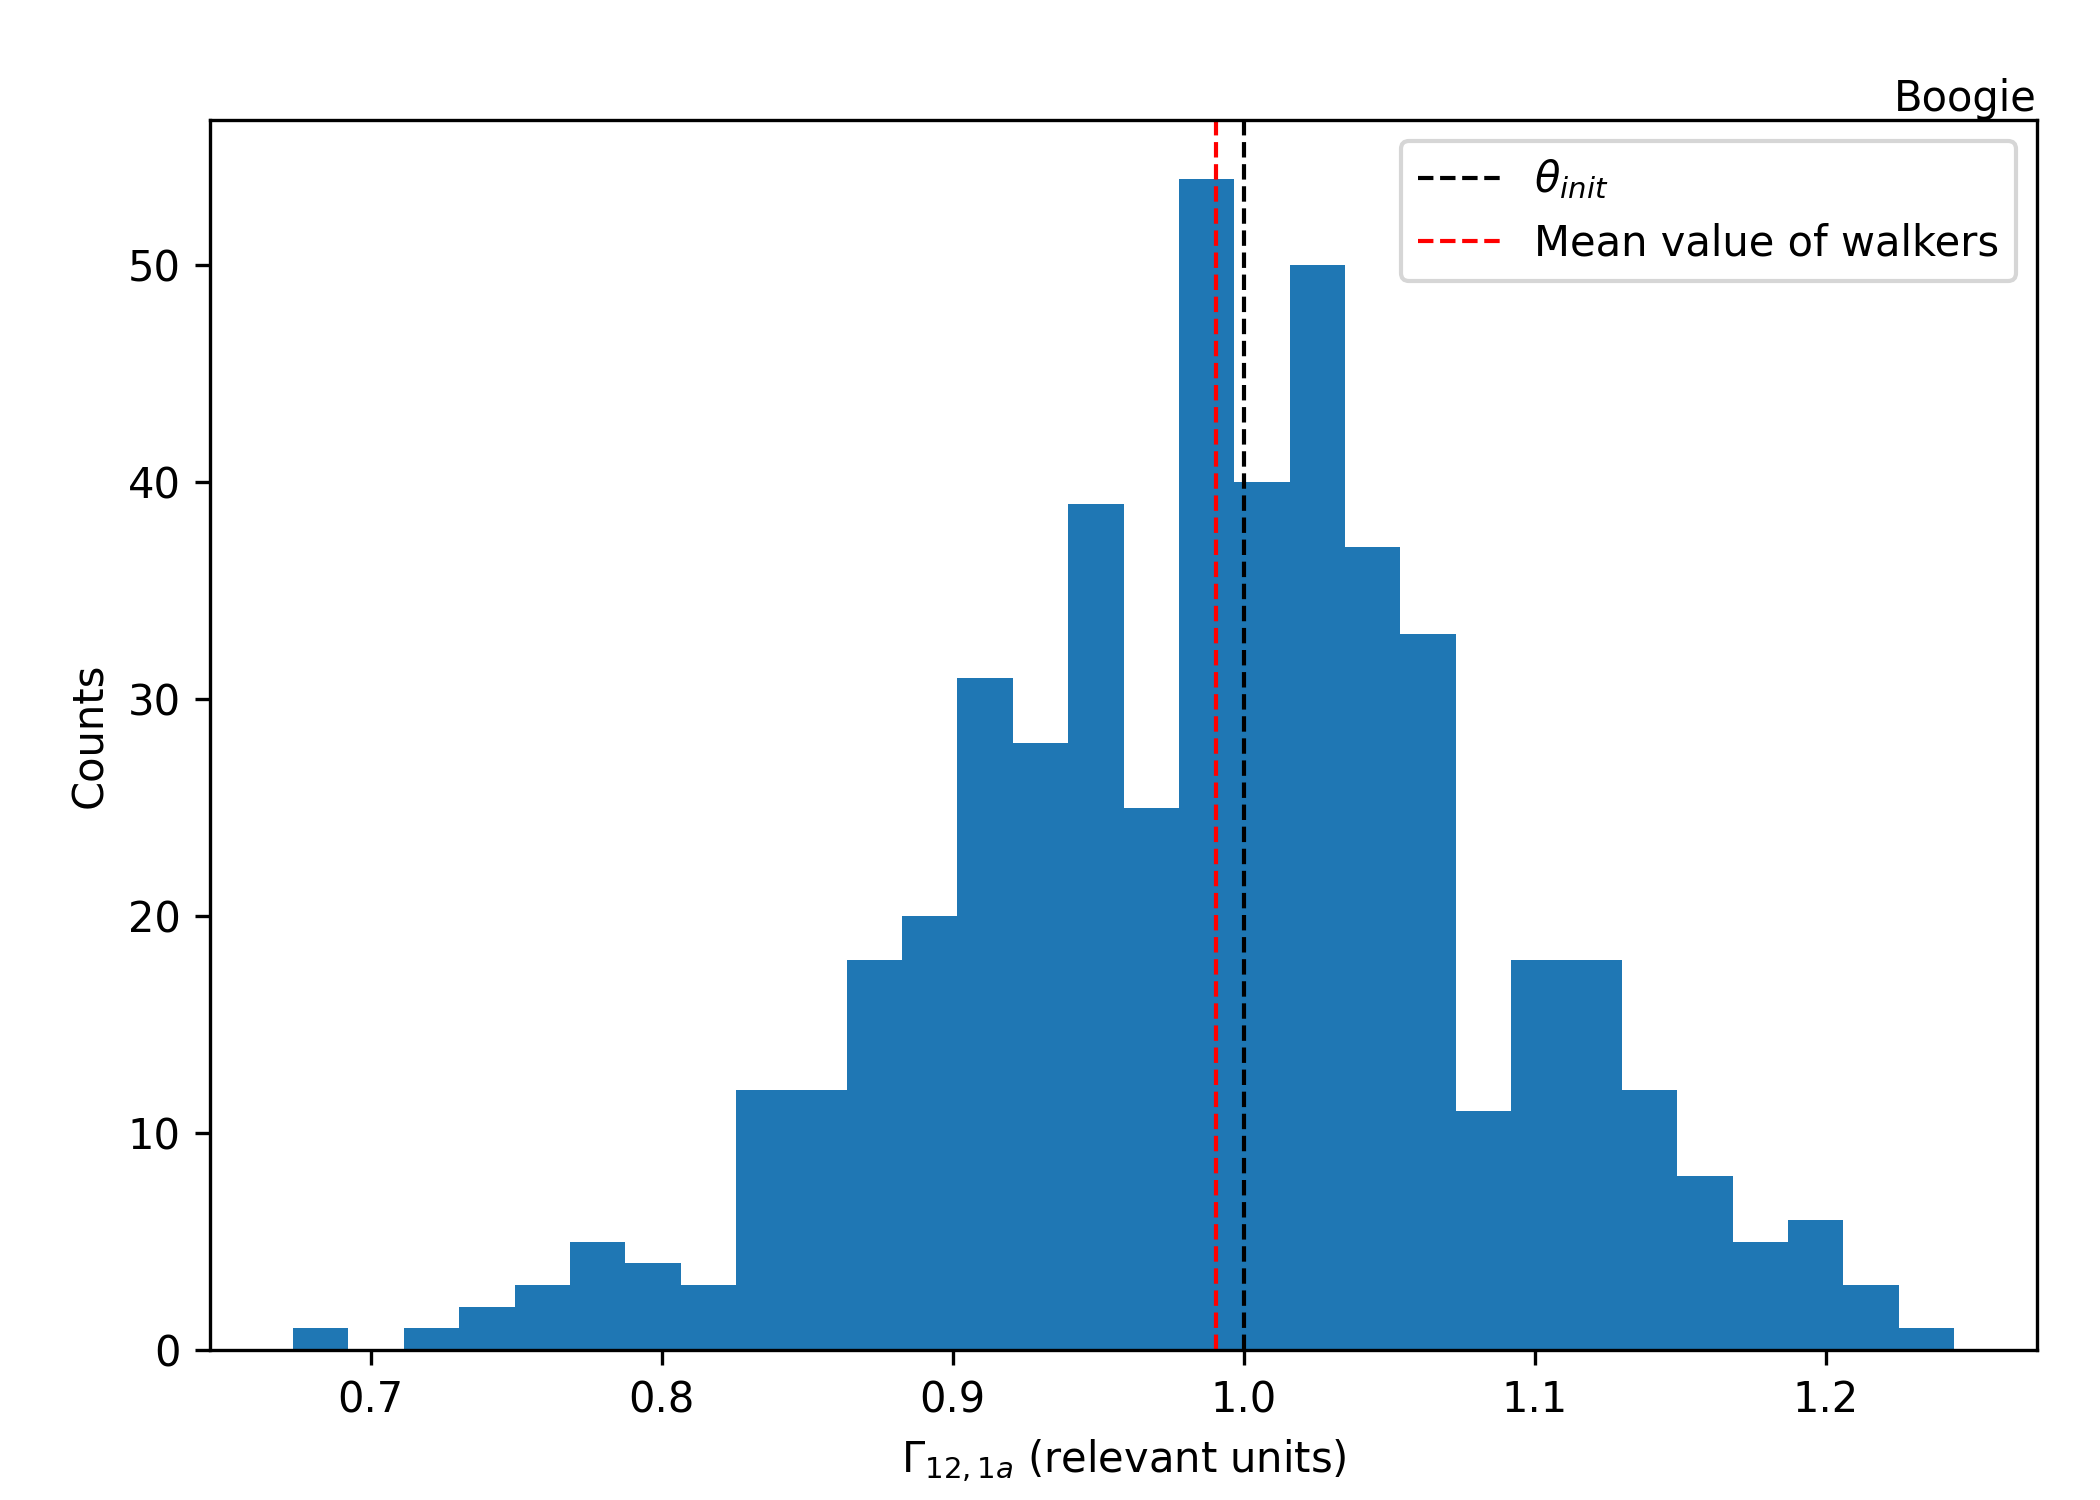 Boogie
θinit
Mean value of walkers
50
40
30
20
10
0
Counts
0.7 0.8 0.9 1.0 1.1 1.2
Γ12, 1a (relevant units)